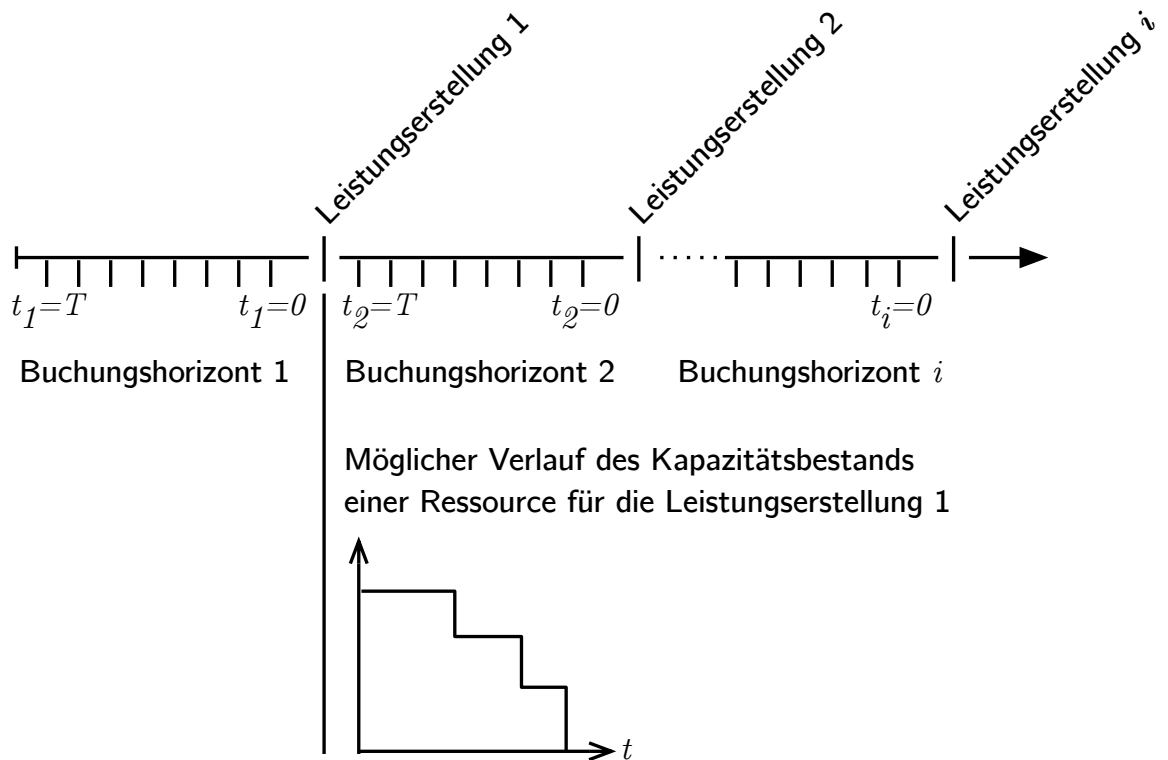 Leistungserstellung 1
Leistungserstellung 2
Leistungserstellung i
t1=T
t1=0
t2=T
t2=0
ti=0
Buchungshorizont 1
Buchungshorizont 2
Buchungshorizont i
Möglicher Verlauf des Kapazitätsbestands
einer Ressource für die Leistungserstellung 1
t